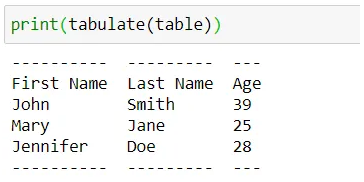 print(tabulate(table))
----------  ---------  ---
First Name  Last Name  Age
John        Smith      39
Mary        Jane       25
Jennifer    Doe        28
----------  ---------  ---